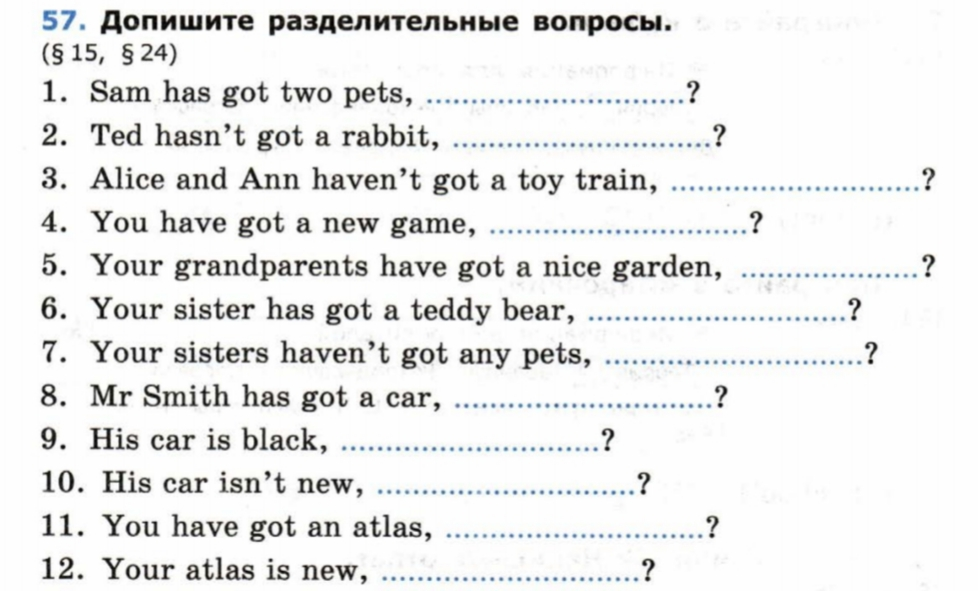 57. Допишите разделительные вопросы.
(§ 15, § 24)
1. Sam has got two pets, ..............................?
2. Ted hasn't got a rabbit, ..............................?
3. Alice and Ann haven't got a toy train, ..............................?
4. You have got a new game, ..............................?
5. Your grandparents have got a nice garden, .....................?
6. Your sister has got a teddy bear, ..............................?
7. Your sisters haven't got any pets, ..............................?
8. Mr Smith has got a car, ..............................?
9. His car is black, ..............................?
10. His car isn't new, ..............................?
11. You have got an atlas, ..............................?
12. Your atlas is new, ..............................?